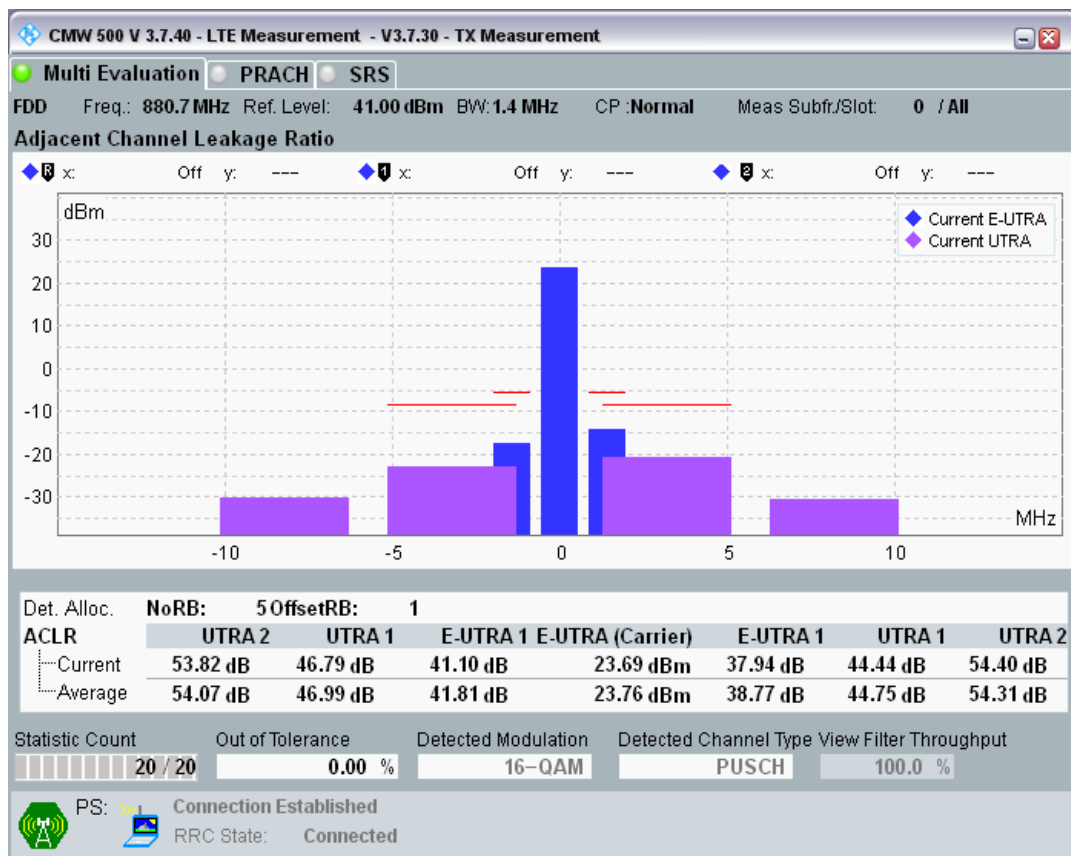 CMW 500 V 3.7.40 - LTE Measurement - V3.7.30 - TX Measurement
Multi Evaluation PRACH SRS
FDD Freq.: 880.7 MHz Ref. Level: 41.00 dBm BW: 1.4 MHz CP :Normal Meas Subfr./Slot: 0 / All
Adjacent Channel Leakage Ratio
R x: Off y: --- 1 x: Off y: --- 2 x: Off y: ---
dBm
Current E-UTRA
Current UTRA
30
20
10
0
-10
-20
-30
MHz
-10 -5 0 5 10
Det. Alloc. NoRB: 5 OffsetRB: 1
ACLR UTRA 2 UTRA 1 E-UTRA 1 E-UTRA (Carrier) E-UTRA 1 UTRA 1 UTRA 2
Current 53.82 dB 46.79 dB 41.10 dB 23.69 dBm 37.94 dB 44.44 dB 54.40 dB
Average 54.07 dB 46.99 dB 41.81 dB 23.76 dBm 38.77 dB 44.75 dB 54.31 dB
Statistic Count Out of Tolerance Detected Modulation Detected Channel Type View Filter Throughput
20 / 20 0.00 % 16-QAM PUSCH 100.0 %
PS: Connection Established
RRC State: Connected